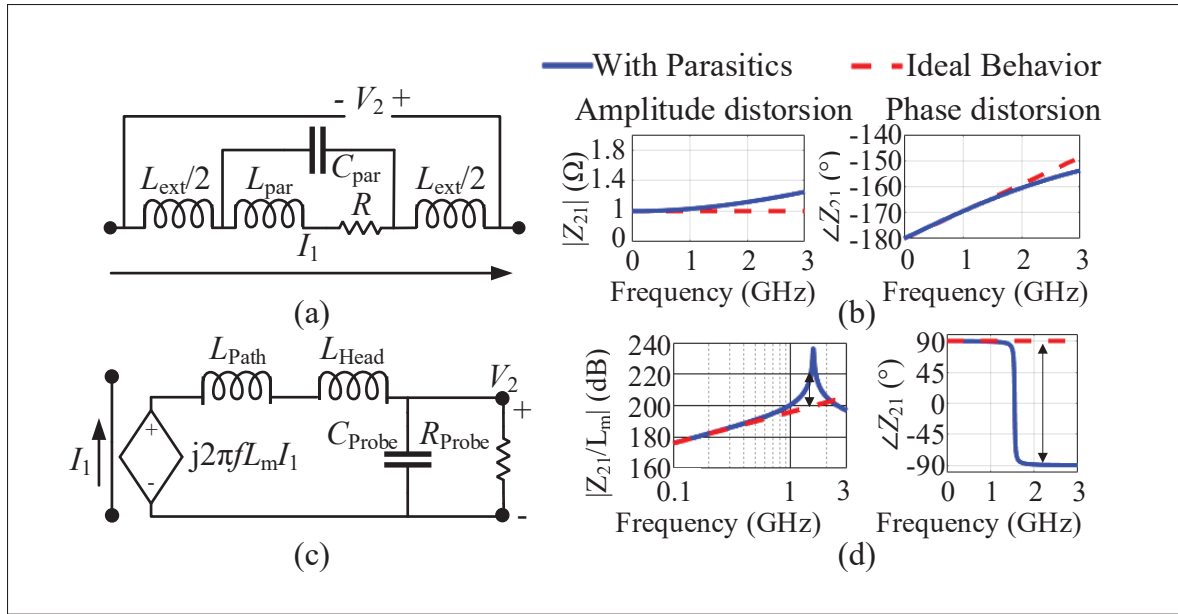 With Parasitics
Ideal Behavior
- V2 +
Cpar
Lext/2
Lpar
R
Lext/2
I1
(a)
Amplitude distorsion
Phase distorsion
|Z21| (Ω)
1.8
1.4
1
0
0 1 2 3
Frequency (GHz)
∠Z21 (°)
-140
-150
-160
-170
-180
0 1 2 3
Frequency (GHz)
(b)
LPath
LHead
V2
+
CProbe
RProbe
I1
+
j2πfLmI1
-
-
(c)
|Z21/Lm| (dB)
240
220
200
180
160
0.1 1 3
Frequency (GHz)
∠Z21 (°)
90
45
0
-45
-90
0 1 2 3
Frequency (GHz)
(d)